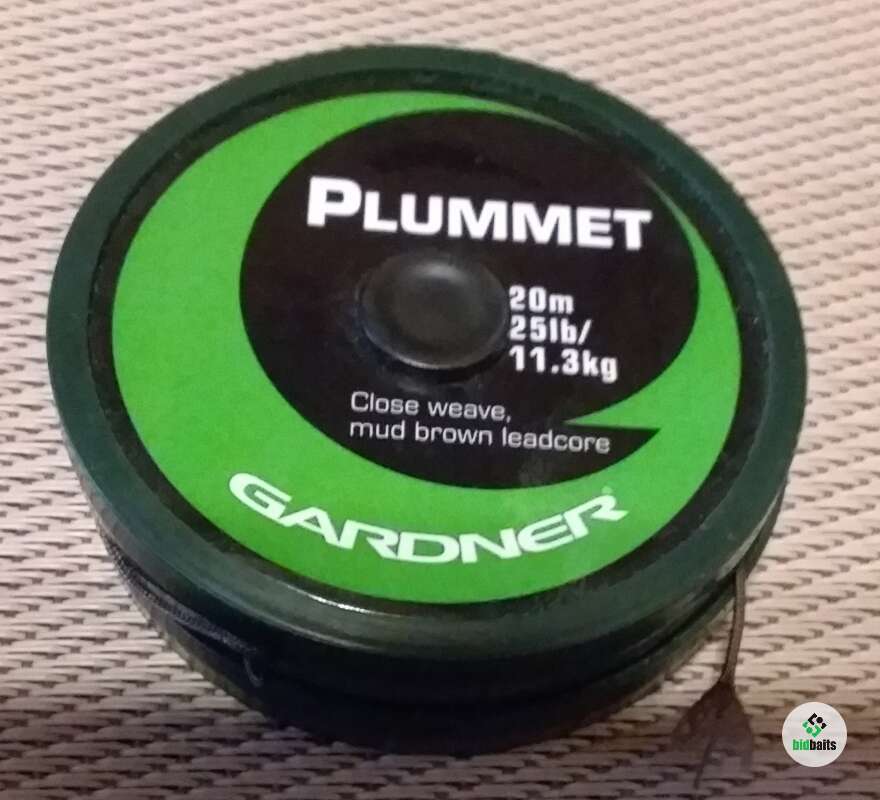 PLUMMET
20m
25lb/
11.3kg
Close weave,
mud brown leadcore
GARDNER
bidbaits